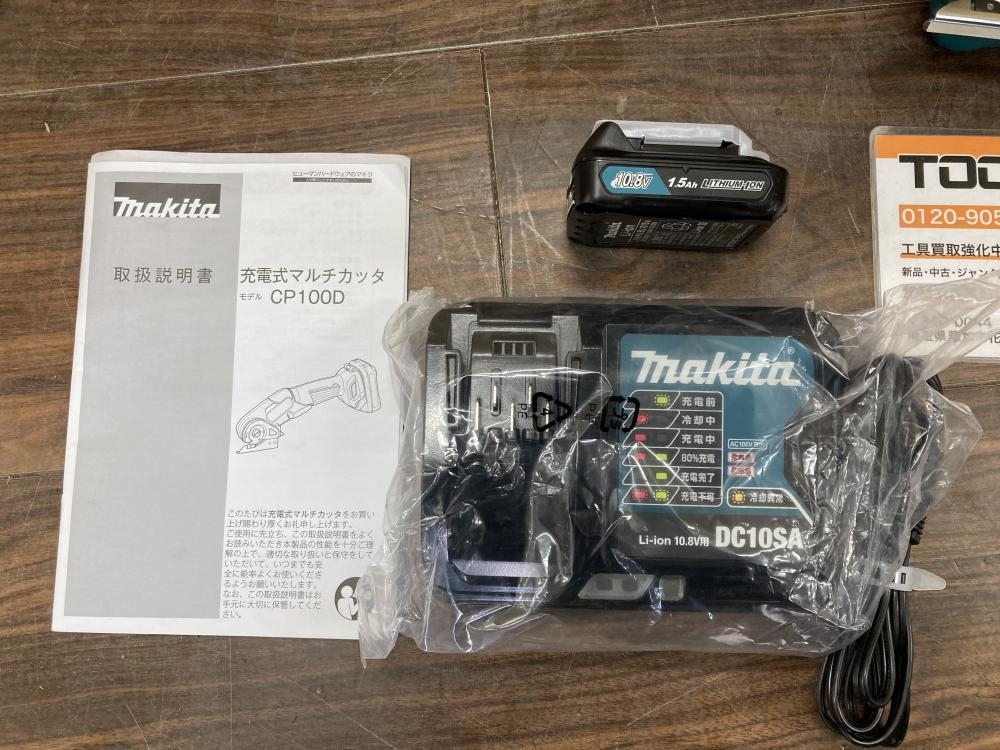 ヒューマンハードウェアのマキタ
makita
取扱説明書
充電式マルチカッタ
モデル CP100D
このたびは充電式マルチカッタをお買い
上げ賜わり厚くお礼申し上げます。
ご使用に先立ち、この取扱説明書をよく
お読みいただき本製品の性能を十分ご理
解の上で、適切な取り扱いと保守をして
いただいて、いつまでも安
全に能率よくお使いくださ
るようお願いいたします。
なお、この取扱説明書はお
手元に大切に保管してくだ
さい。
10.8V 1.5Ah LITHIUM-ION
Makita
Li-ion
makita
充電前
冷却中
充電中
80%充電
充電完了
充電不可
冷却異常
AC100V
Li-ion 10.8V用 DC10SA
4
PE
TOO
0120-905
工具買取強化中
新品・中古・ジャンク
0044